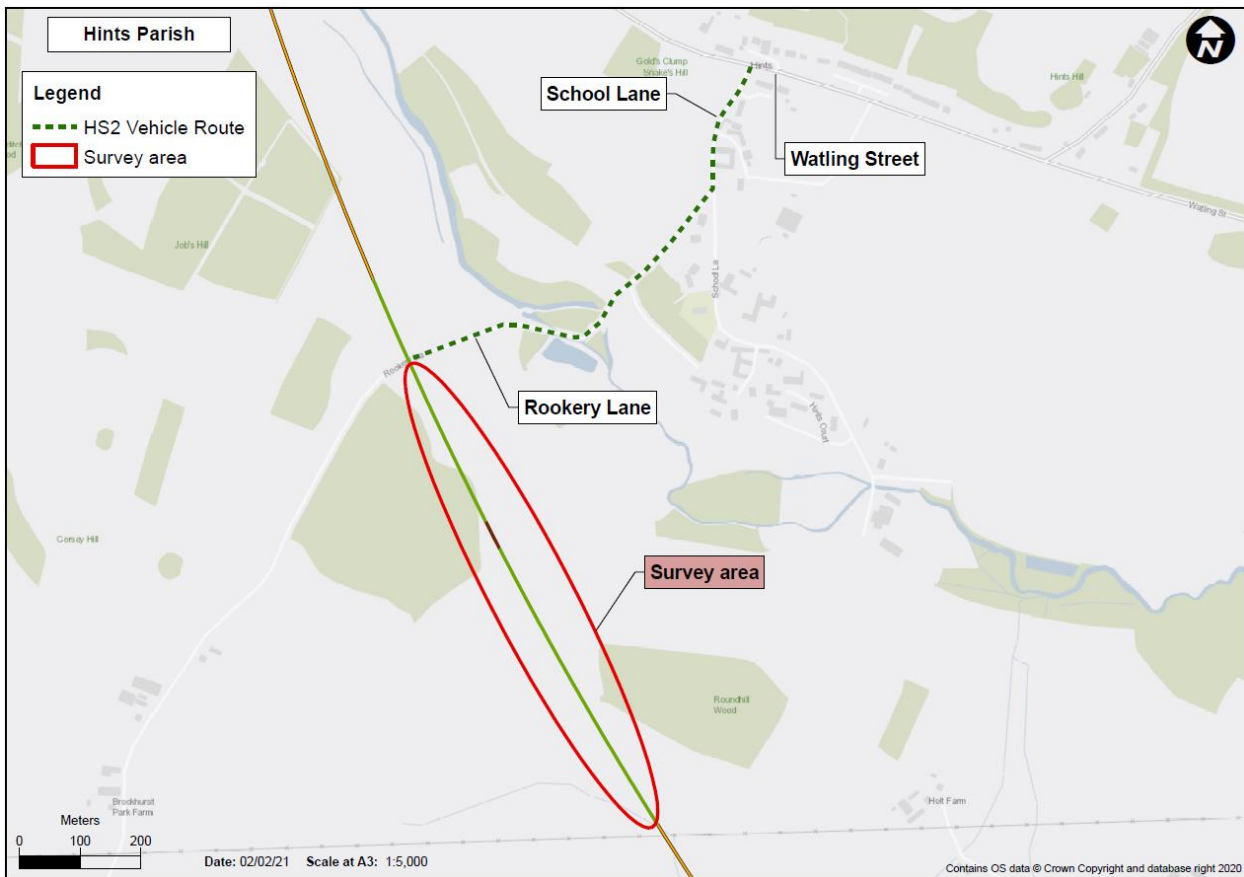 Hints Parish
N
Legend
HS2 Vehicle Route
Survey area
Gold's Clump
Snake's Hill
Hints
Hints Hill
School Lane
Watling Street
Watling St
Job's Hill
School La
Rookery Lane
Hints Court
Gorsey Hill
Survey area
Roundhill
Wood
Brockhurst
Park Farm
Holt Farm
Meters
0 100 200
Date: 02/02/21 Scale at A3: 1:5,000
Contains OS data © Crown Copyright and database right 2020